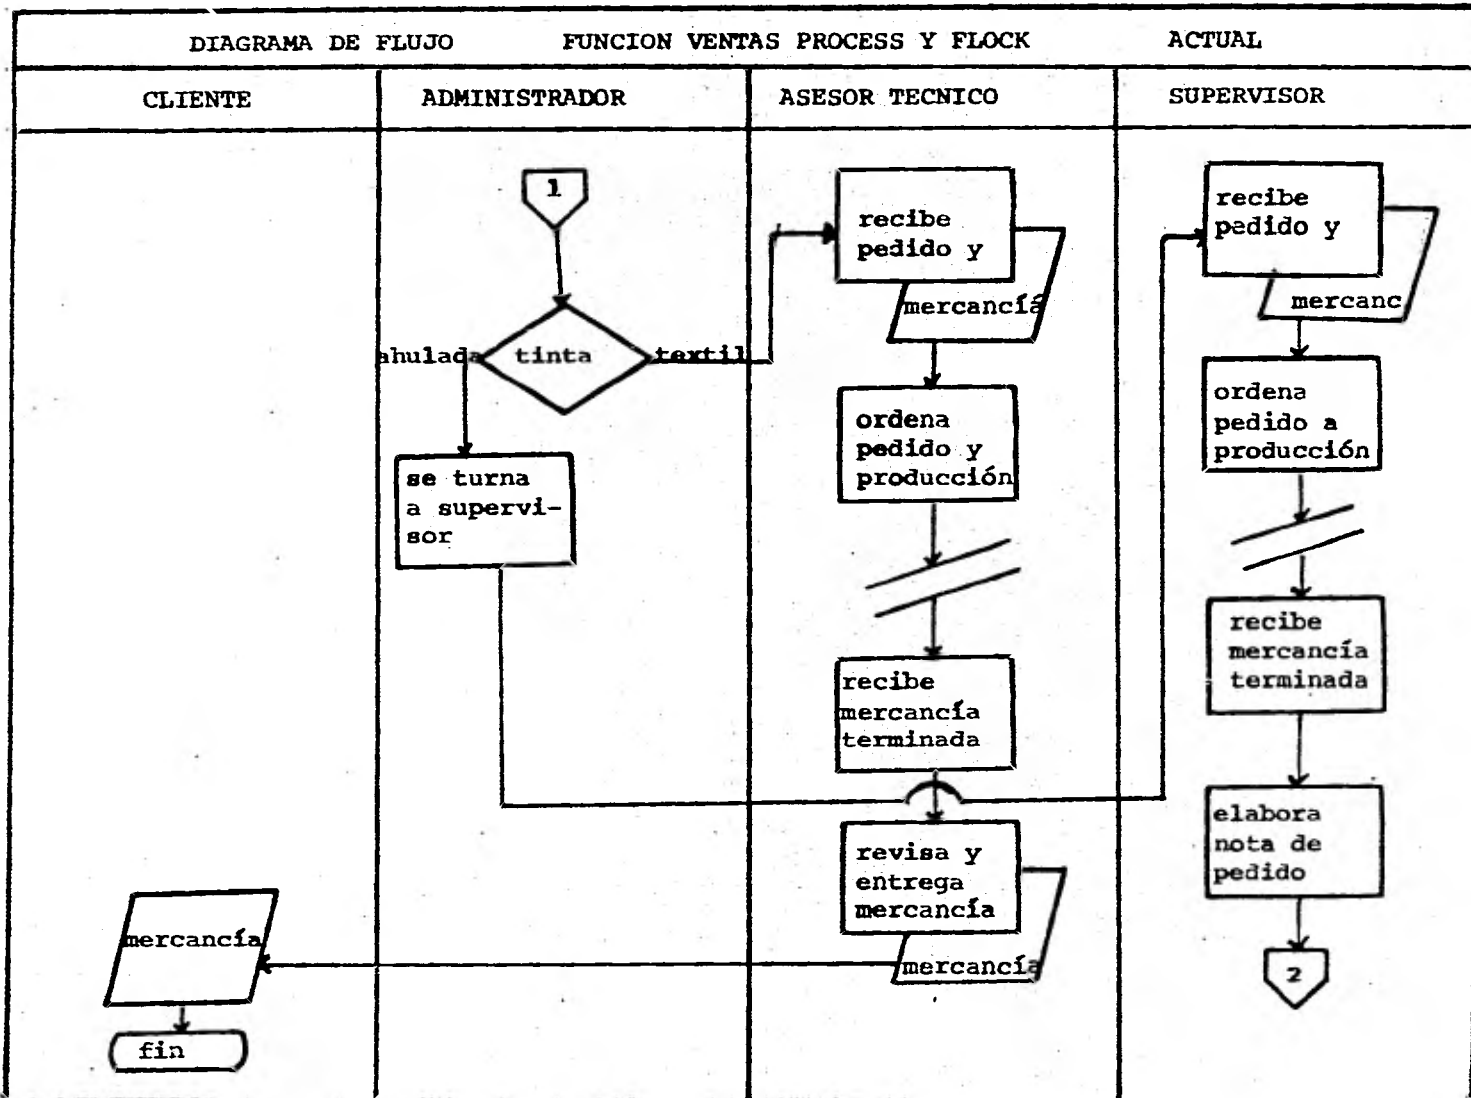 DIAGRAMA DE FLUJO FUNCION VENTAS PROCESS Y FLOCK ACTUAL
CLIENTE ADMINISTRADOR ASESOR TECNICO SUPERVISOR
1
tinta
ahulada
textil
se turna
a supervi-
sor
recibe
pedido y
mercancía
ordena
pedido y
producción
recibe
mercancía
terminada
revisa y
entrega
mercancía
mercancía
mercancía
fin
recibe
pedido y
mercanc
ordena
pedido a
producción
recibe
mercancía
terminada
elabora
nota de
pedido
2